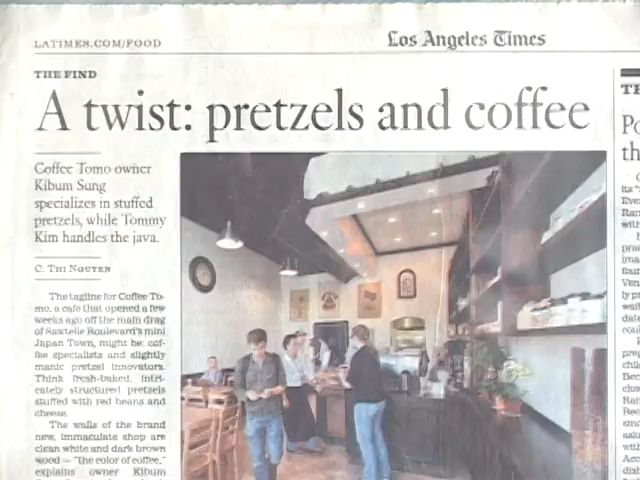 LATIMES.COM/FOOD
Los Angeles Times
THE FIND
A twist: pretzels and coffee
Coffee Tomo owner
Kibum Sung
specializes in stuffed
pretzels, while Tommy
Kim handles the java.
C. THI NGUYEN
The tagline for Coffee To-
mo, a cafe that opened a few
weeks ago off the main drag
of Sawtelle Boulevard's mini
Japan Town, might be: cof-
fee specialists and slightly
manic pretzel innovators.
Think fresh-baked, intri-
cately structured pretzels
stuffed with red beans and
cheese.
The walls of the brand
new, immaculate shop are
clean white and dark brown
wood — "the color of coffee,"
explains owner Kibum